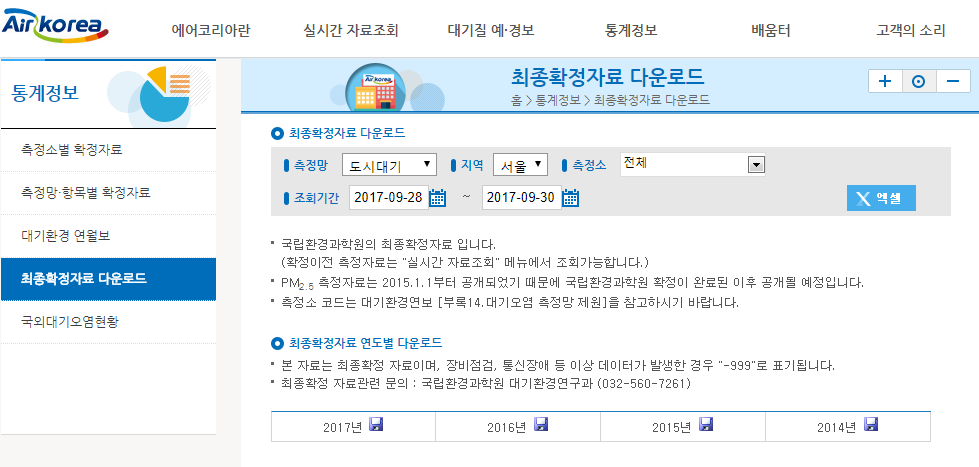 Air korea
에어코리아란 실시간 자료조회 대기질 예·경보 통계정보 배움터 고객의 소리
통계정보
측정소별 확정자료
측정망·항목별 확정자료
대기환경 연월보
최종확정자료 다운로드
국외대기오염현황
Air korea
최종확정자료 다운로드
홈 > 통계정보 > 최종확정자료 다운로드
최종확정자료 다운로드
측정망 도시대기 지역 서울 측정소 전체
조회기간 2017-09-28 ~ 2017-09-30 엑셀
국립환경과학원의 최종확정자료 입니다.
(확정이전 측정자료는 "실시간 자료조회" 메뉴에서 조회가능합니다.)
PM2.5 측정자료는 2015.1.1부터 공개되었기 때문에 국립환경과학원 확정이 완료된 이후 공개될 예정입니다.
측정소 코드는 대기환경연보 [부록14.대기오염 측정망 제원]을 참고하시기 바랍니다.
최종확정자료 연도별 다운로드
본 자료는 최종확정 자료이며, 장비점검, 통신장애 등 이상 데이터가 발생한 경우 "-999"로 표기됩니다.
최종확정 자료관련 문의 : 국립환경과학원 대기환경연구과 (032-560-7261)
2017년 2016년 2015년 2014년